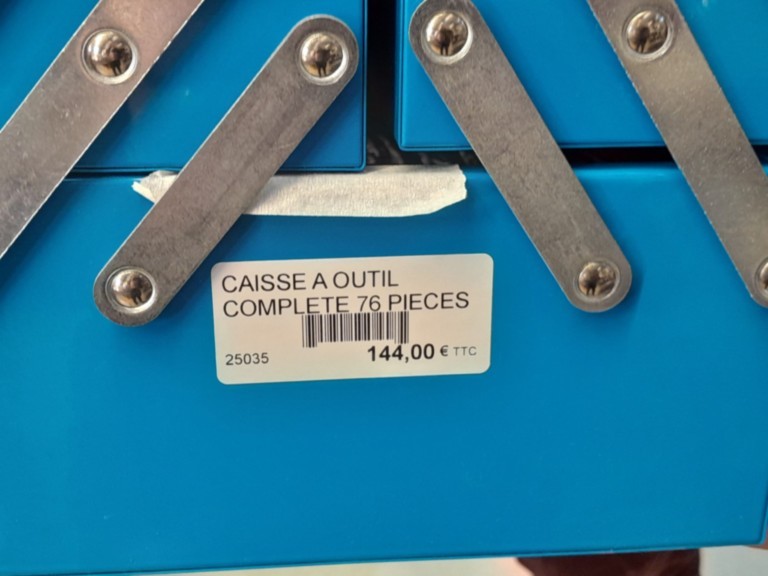 CAISSE A OUTIL
COMPLETE 76 PIECES
25035 144,00 € TTC